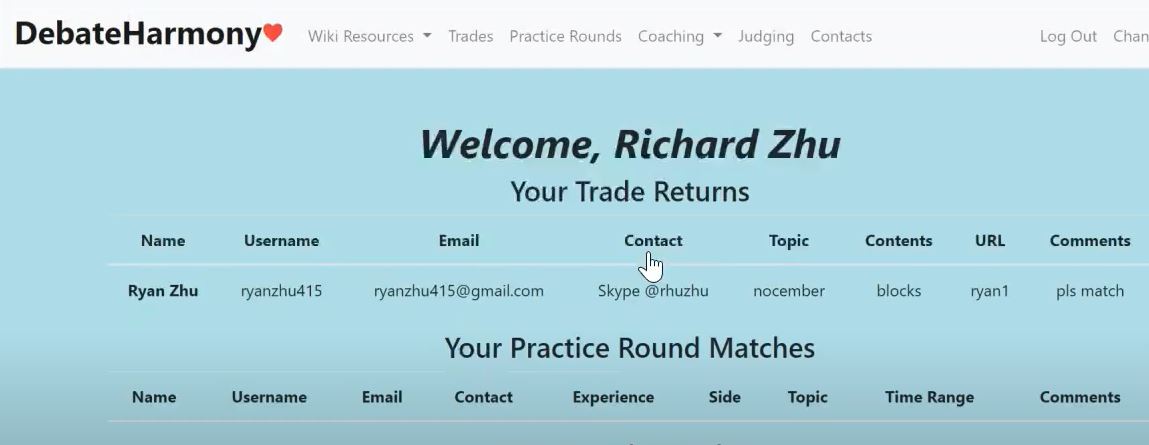 DebateHarmony❤️ Wiki Resources Trades Practice Rounds Coaching Judging Contacts Log Out
Welcome, Richard Zhu
Your Trade Returns
Name Username Email Contact Topic Contents URL Comments
Ryan Zhu ryanzhu415 ryanzhu415@gmail.com Skype @rhuzhu nocember blocks ryan1 pls match
Your Practice Round Matches
Name Username Email Contact Experience Side Topic Time Range Comments